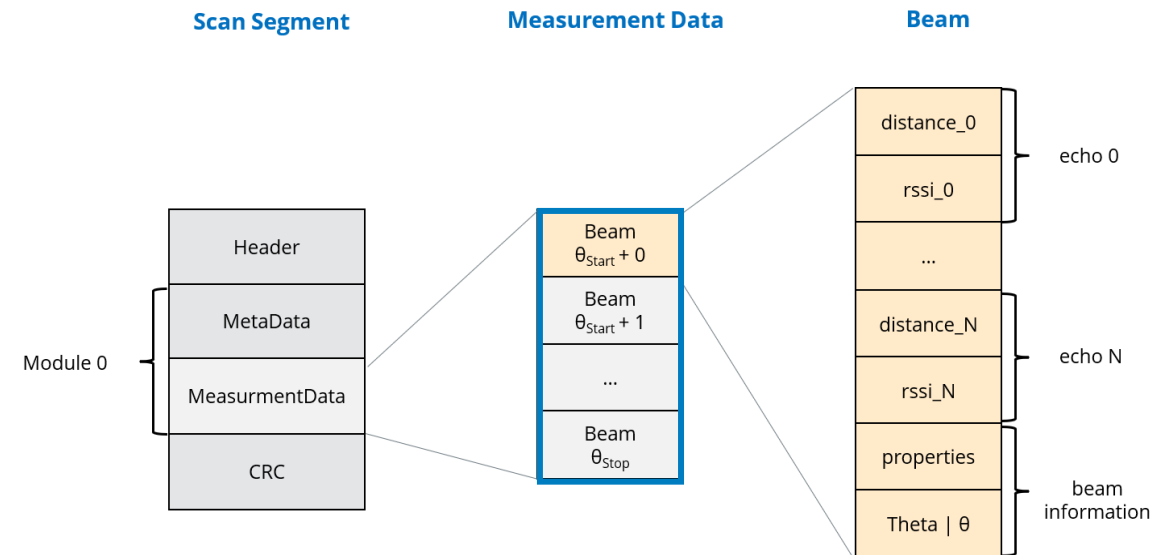 Scan Segment
Measurement Data
Beam
Header
MetaData
MeasurmentData
CRC
Module 0
Beam
θStart + 0
Beam
θStart + 1
...
Beam
θStop
distance_0
rssi_0
...
distance_N
rssi_N
properties
Theta | θ
echo 0
echo N
beam
information